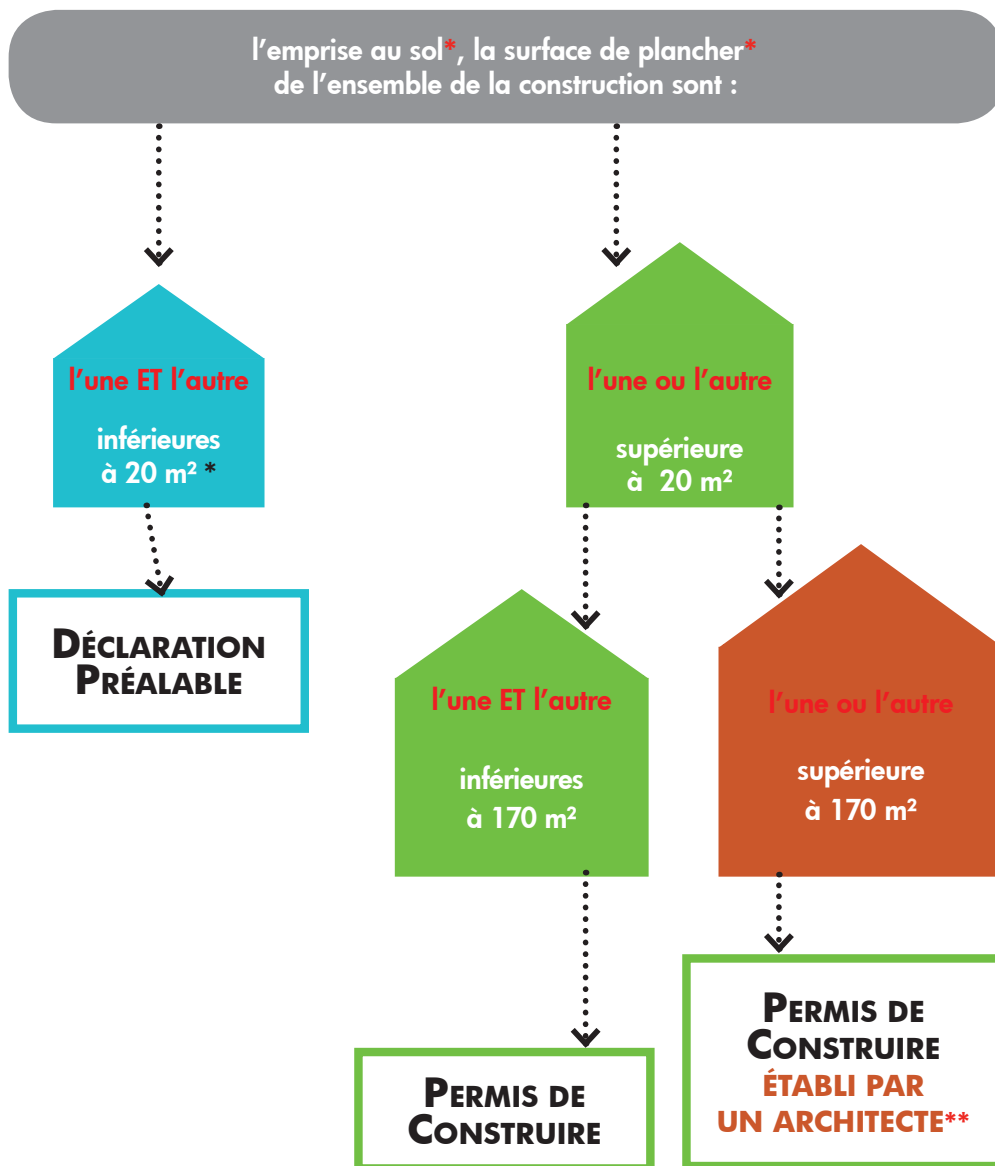 l'emprise au sol*, la surface de plancher*
de l'ensemble de la construction sont :
l'une ET l'autre
inférieures
à 20 m² *
DÉCLARATION
PRÉALABLE
l'une ou l'autre
supérieure
à 20 m²
l'une ET l'autre
inférieures
à 170 m²
PERMIS DE
CONSTRUIRE
l'une ou l'autre
supérieure
à 170 m²
PERMIS DE
CONSTRUIRE
ÉTABLI PAR
UN ARCHITECTE**